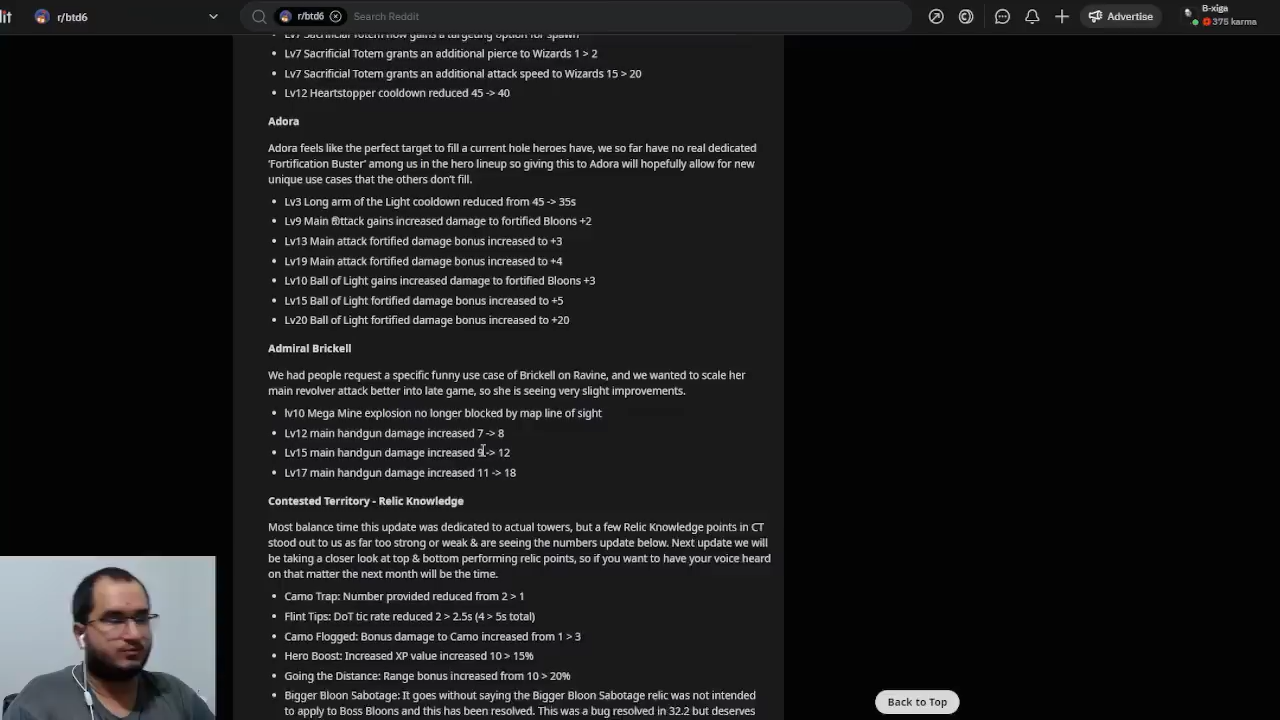 it r/btd6 r/btd6 Search Reddit Advertise B-xiga
375 karma
Lv7 Sacrificial Totem now gains a targeting option for spawn
Lv7 Sacrificial Totem grants an additional pierce to Wizards 1 > 2
Lv7 Sacrificial Totem grants an additional attack speed to Wizards 15 > 20
Lv12 Heartstopper cooldown reduced 45 -> 40
Adora
Adora feels like the perfect target to fill a current hole heroes have, we so far have no real dedicated
'Fortification Buster' among us in the hero lineup so giving this to Adora will hopefully allow for new
unique use cases that the others don't fill.
Lv3 Long arm of the Light cooldown reduced from 45 -> 35s
Lv9 Main attack gains increased damage to fortified Bloons +2
Lv13 Main attack fortified damage bonus increased to +3
Lv19 Main attack fortified damage bonus increased to +4
Lv10 Ball of Light gains increased damage to fortified Bloons +3
Lv15 Ball of Light fortified damage bonus increased to +5
Lv20 Ball of Light fortified damage bonus increased to +20
Admiral Brickell
We had people request a specific funny use case of Brickell on Ravine, and we wanted to scale her
main revolver attack better into late game, so she is seeing very slight improvements.
lv10 Mega Mine explosion no longer blocked by map line of sight
Lv12 main handgun damage increased 7 -> 8
Lv15 main handgun damage increased 9 -> 12
Lv17 main handgun damage increased 11 -> 18
Contested Territory - Relic Knowledge
Most balance time this update was dedicated to actual towers, but a few Relic Knowledge points in CT
stood out to us as far too strong or weak & are seeing the numbers update below. Next update we will
be taking a closer look at top & bottom performing relic points, so if you want to have your voice heard
on that matter the next month will be the time.
Camo Trap: Number provided reduced from 2 > 1
Flint Tips: DoT tic rate reduced 2 > 2.5s (4 > 5s total)
Camo Flogged: Bonus damage to Camo increased from 1 > 3
Hero Boost: Increased XP value increased 10 > 15%
Going the Distance: Range bonus increased from 10 > 20%
Bigger Bloon Sabotage: It goes without saying the Bigger Bloon Sabotage relic was not intended
to apply to Boss Bloons and this has been resolved. This was a bug resolved in 32.2 but deserves
Back to Top